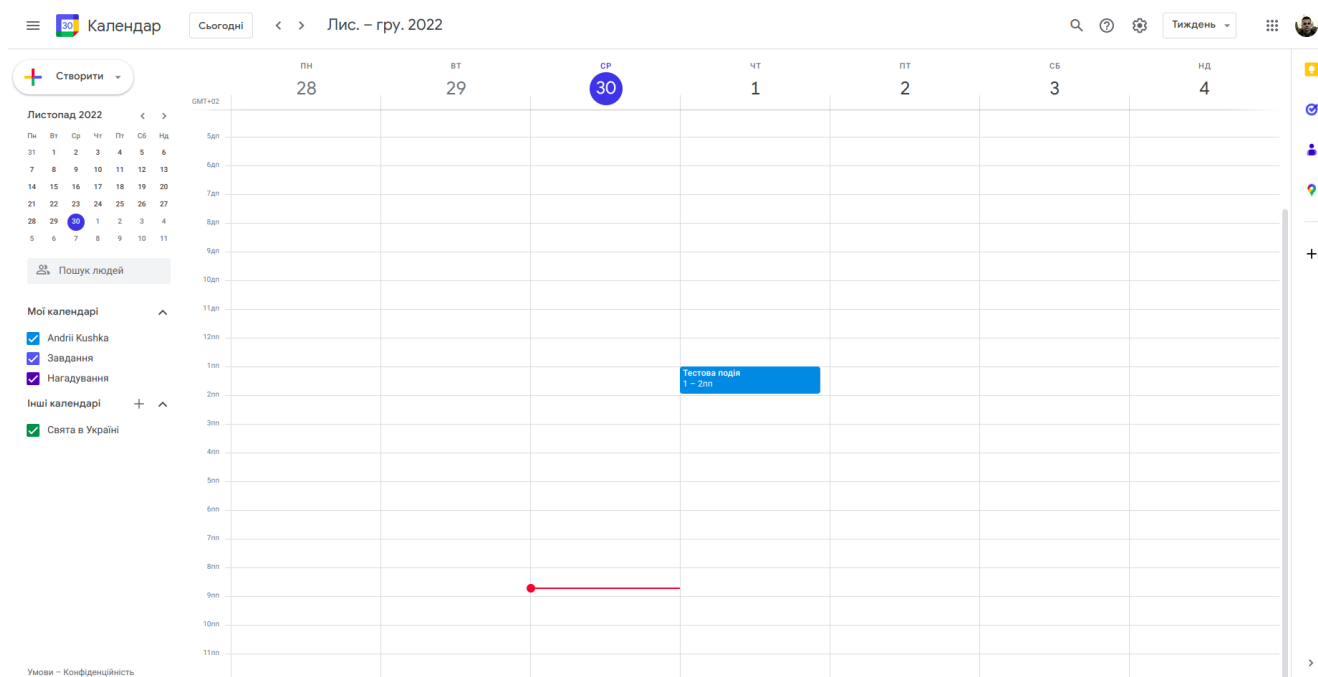 30 Календар Сьогодні Лис. – гру. 2022 Тиждень
Створити
ПН ВТ СР ЧТ ПТ СБ НД
28 29 30 1 2 3 4
GMT+02
Листопад 2022
Пн Вт Ср Чт Пт Сб Нд
31 1 2 3 4 5 6
7 8 9 10 11 12 13
14 15 16 17 18 19 20
21 22 23 24 25 26 27
28 29 30 1 2 3 4
5 6 7 8 9 10 11
Пошук людей
Мої календарі
Andrii Kushka
Завдання
Нагадування
Інші календарі
Свята в Україні
5дп
6дп
7дп
8дп
9дп
10дп
11дп
12пп
1пп
2пп
3пп
4пп
5пп
6пп
7пп
8пп
9пп
10пп
11пп
Тестова подія
1 – 2пп
Умови – Конфіденційність